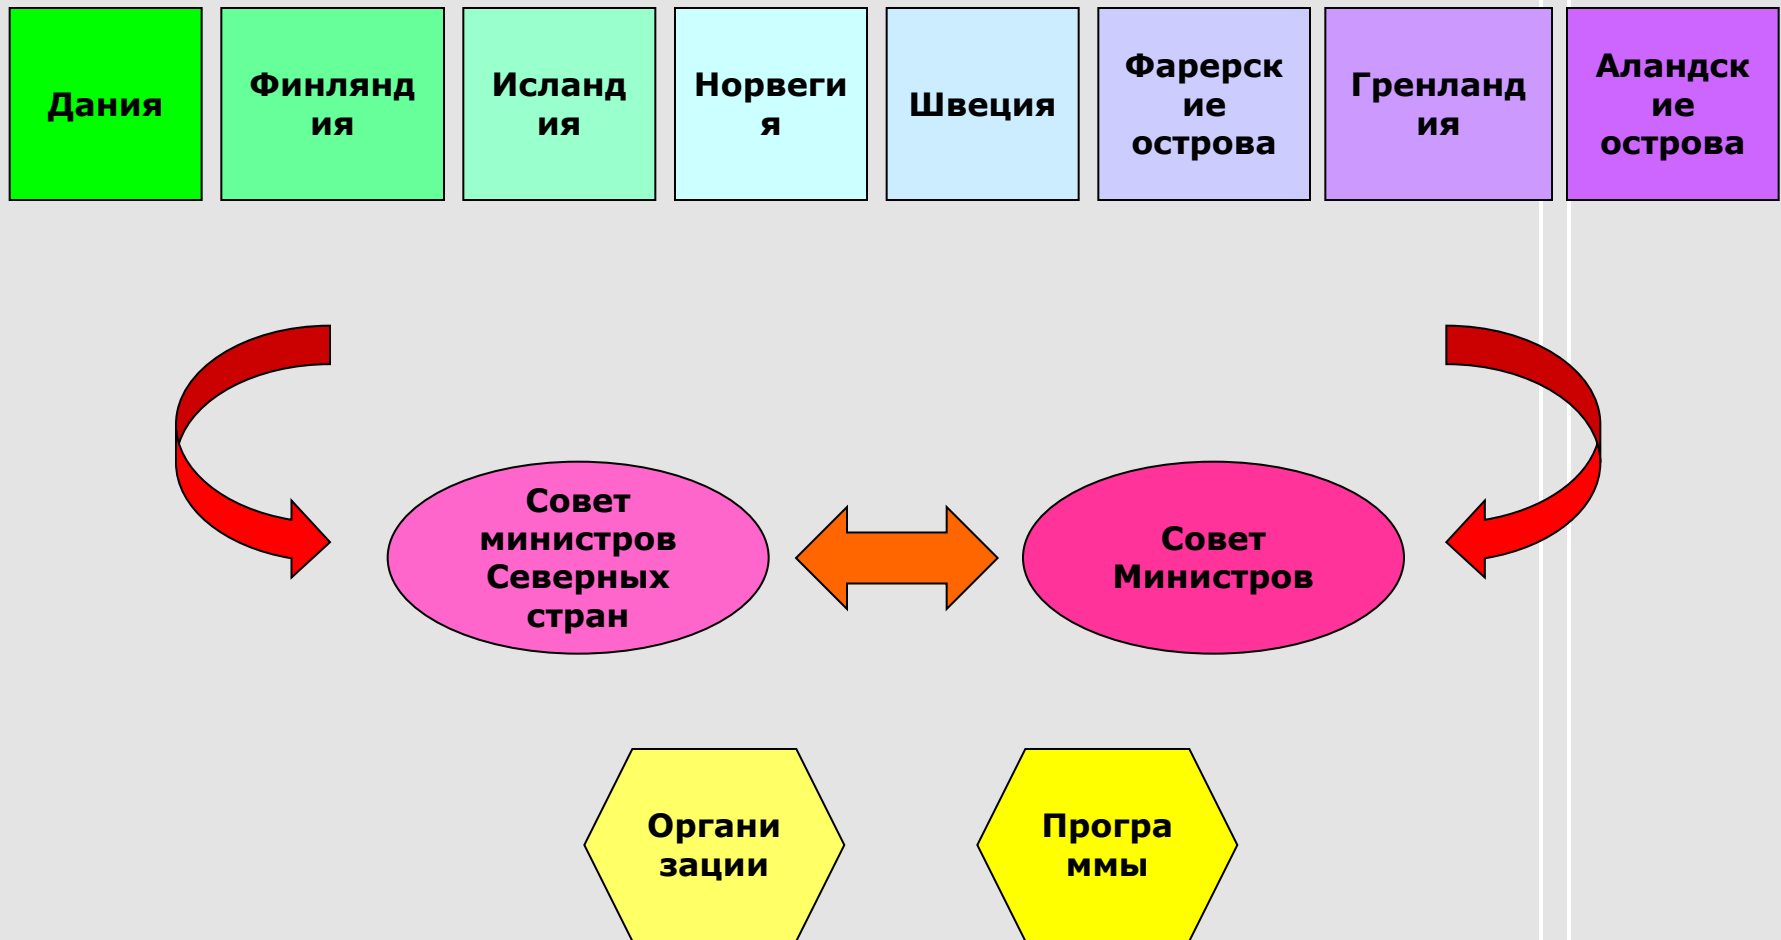 Дания
Финлянд
ия
Исланд
ия
Норвеги
я
Швеция
Фарерск
ие
острова
Гренланд
ия
Аландск
ие
острова
Совет
министров
Северных
стран
Совет
Министров
Органи
зации
Програ
ммы